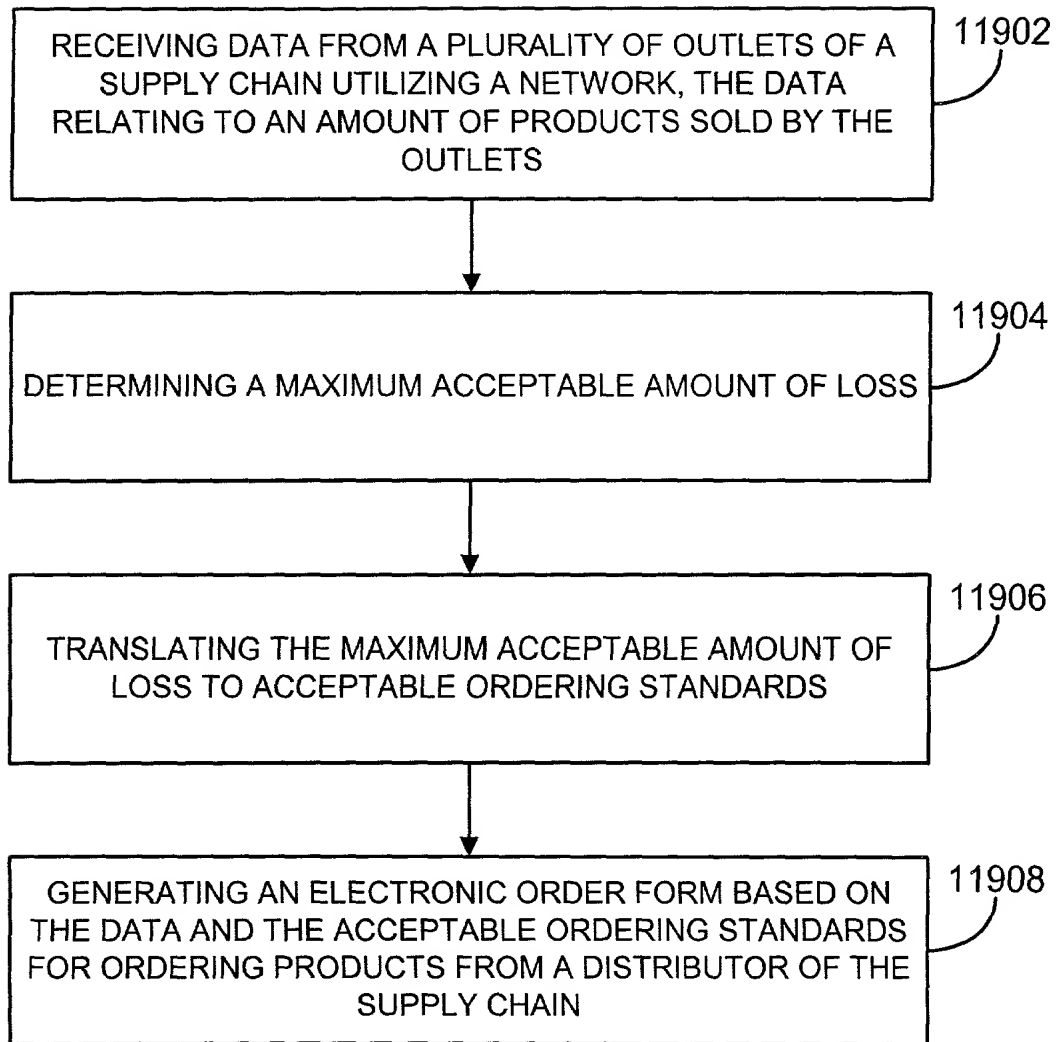 RECEIVING DATA FROM A PLURALITY OF OUTLETS OF A
SUPPLY CHAIN UTILIZING A NETWORK, THE DATA
RELATING TO AN AMOUNT OF PRODUCTS SOLD BY THE
OUTLETS
11902
DETERMINING A MAXIMUM ACCEPTABLE AMOUNT OF LOSS
11904
TRANSLATING THE MAXIMUM ACCEPTABLE AMOUNT OF
LOSS TO ACCEPTABLE ORDERING STANDARDS
11906
GENERATING AN ELECTRONIC ORDER FORM BASED ON
THE DATA AND THE ACCEPTABLE ORDERING STANDARDS
FOR ORDERING PRODUCTS FROM A DISTRIBUTOR OF THE
SUPPLY CHAIN
11908